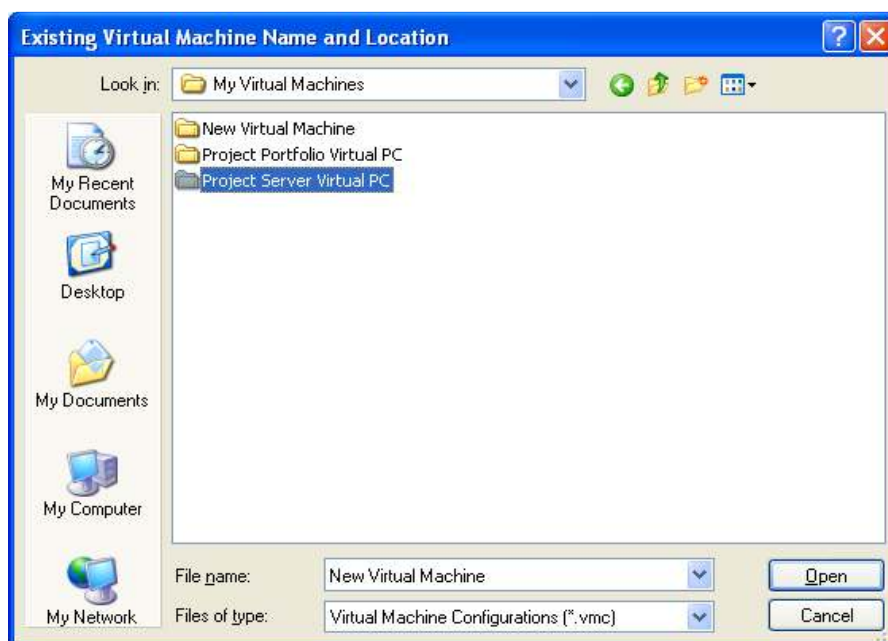 Existing Virtual Machine Name and Location
Look in: My Virtual Machines
New Virtual Machine
Project Portfolio Virtual PC
Project Server Virtual PC
My Recent
Documents
Desktop
My Documents
My Computer
My Network
File name: New Virtual Machine Open
Files of type: Virtual Machine Configurations (*.vmc) Cancel